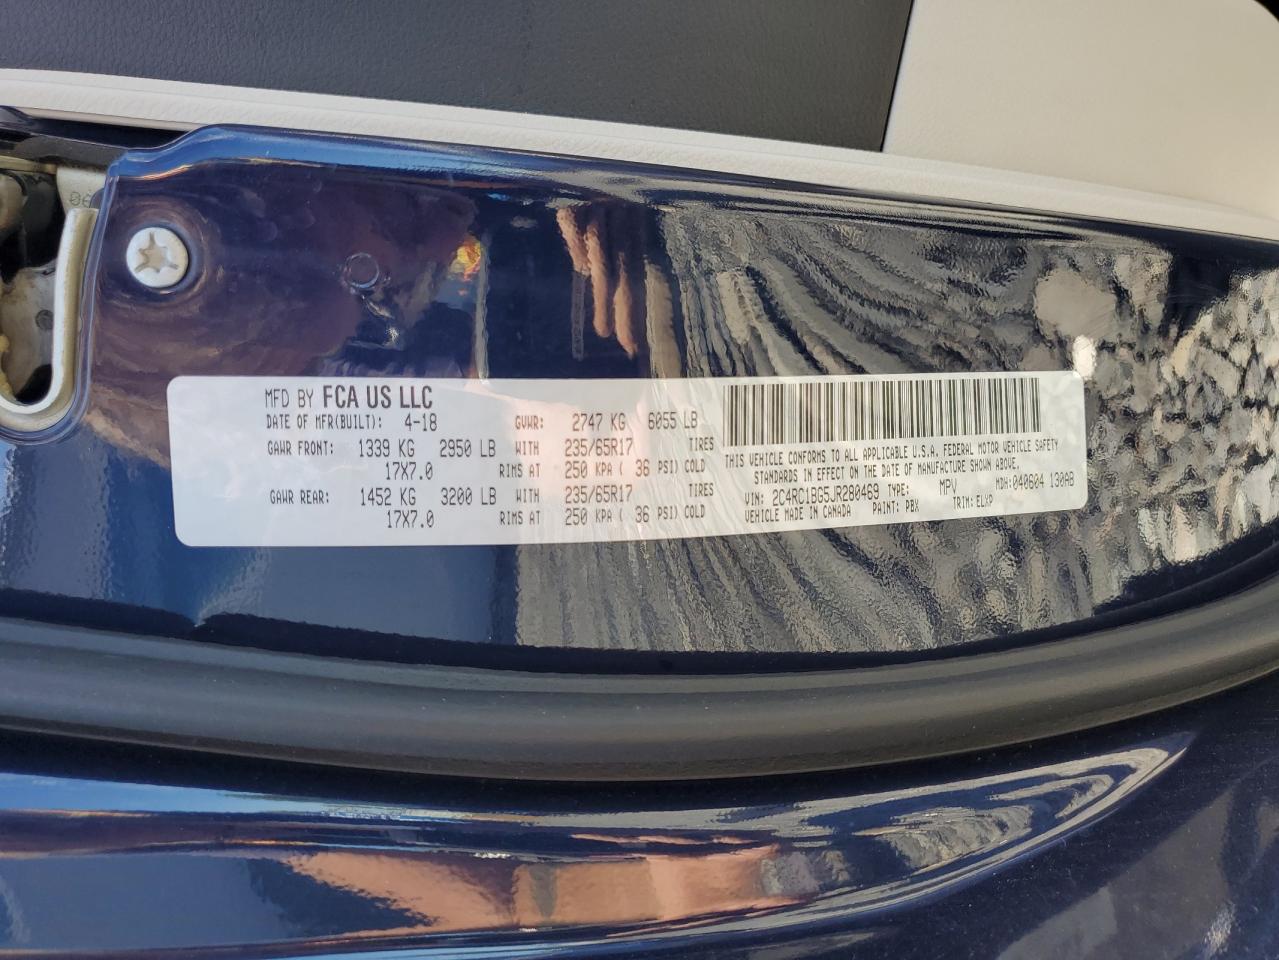 MFD BY FCA US LLC
DATE OF MFR(BUILT): 4-18 GVWR: 2747 KG 6055 LB
GAWR FRONT: 1339 KG 2950 LB WITH 235/65R17 TIRES
17X7.0 RIMS AT 250 KPA ( 36 PSI) COLD
GAWR REAR: 1452 KG 3200 LB WITH 235/65R17 TIRES
17X7.0 RIMS AT 250 KPA ( 36 PSI) COLD
THIS VEHICLE CONFORMS TO ALL APPLICABLE U.S.A. FEDERAL MOTOR VEHICLE SAFETY
STANDARDS IN EFFECT ON THE DATE OF MANUFACTURE SHOWN ABOVE.
VIN: 2C4RC1BG5JR280469 TYPE: MPV MDH: 040604 130AB
VEHICLE MADE IN CANADA PAINT: PBX TRIM: ELXP